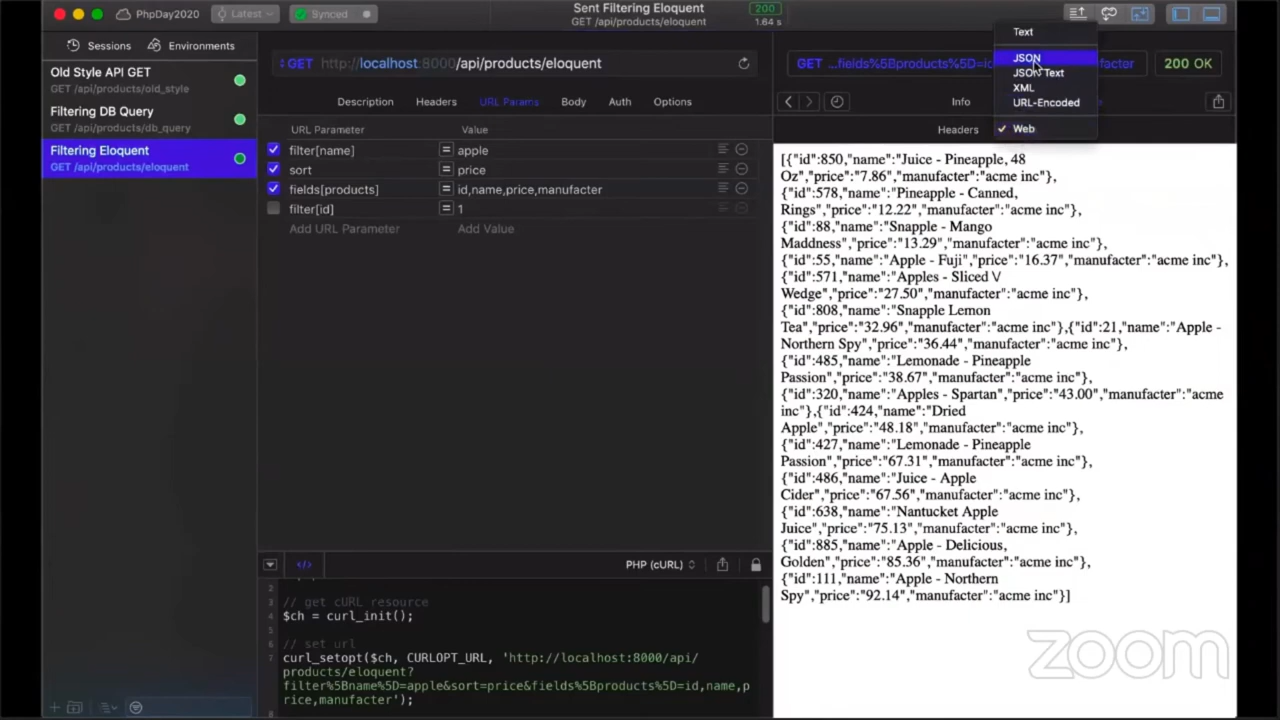 PhpDay2020
Latest
Synced
Sent Filtering Eloquent
GET /api/products/eloquent
200
1.64 s
Sessions
Environments
Old Style API GET
GET /api/products/old_style
Filtering DB Query
GET /api/products/db_query
Filtering Eloquent
GET /api/products/eloquent
GET http://localhost:8000/api/products/eloquent
Description
Headers
URL Params
Body
Auth
Options
URL Parameter
Value
filter[name] = apple
sort = price
fields[products] = id,name,price,manufacter
filter[id] = 1
Add URL Parameter
Add Value
PHP (cURL)
2
3 // get cURL resource
4 $ch = curl_init();
5
6 // set url
7 curl_setopt($ch, CURLOPT_URL, 'http://localhost:8000/api/
products/eloquent?
filter%5Bname%5D=apple&sort=price&fields%5Bproducts%5D=id,name,p
rice,manufacter');
8
GET ...fields%5Bproducts%5D=id
acter
200 OK
Text
JSON
JSON Text
XML
URL-Encoded
Web
Info
Headers
[{"id":850,"name":"Juice - Pineapple, 48
Oz","price":"7.86","manufacter":"acme inc"},
{"id":578,"name":"Pineapple - Canned,
Rings","price":"12.22","manufacter":"acme inc"},
{"id":88,"name":"Snapple - Mango
Maddness","price":"13.29","manufacter":"acme inc"},
{"id":55,"name":"Apple - Fuji","price":"16.37","manufacter":"acme inc"},
{"id":571,"name":"Apples - Sliced \/
Wedge","price":"27.50","manufacter":"acme inc"},
{"id":808,"name":"Snapple Lemon
Tea","price":"32.96","manufacter":"acme inc"},{"id":21,"name":"Apple -
Northern Spy","price":"36.44","manufacter":"acme inc"},
{"id":485,"name":"Lemonade - Pineapple
Passion","price":"38.67","manufacter":"acme inc"},
{"id":320,"name":"Apples - Spartan","price":"43.00","manufacter":"acme
inc"},{"id":424,"name":"Dried
Apple","price":"48.18","manufacter":"acme inc"},
{"id":427,"name":"Lemonade - Pineapple
Passion","price":"67.31","manufacter":"acme inc"},
{"id":486,"name":"Juice - Apple
Cider","price":"67.56","manufacter":"acme inc"},
{"id":638,"name":"Nantucket Apple
Juice","price":"75.13","manufacter":"acme inc"},
{"id":885,"name":"Apple - Delicious,
Golden","price":"85.36","manufacter":"acme inc"},
{"id":111,"name":"Apple - Northern
Spy","price":"92.14","manufacter":"acme inc"}]
zoom